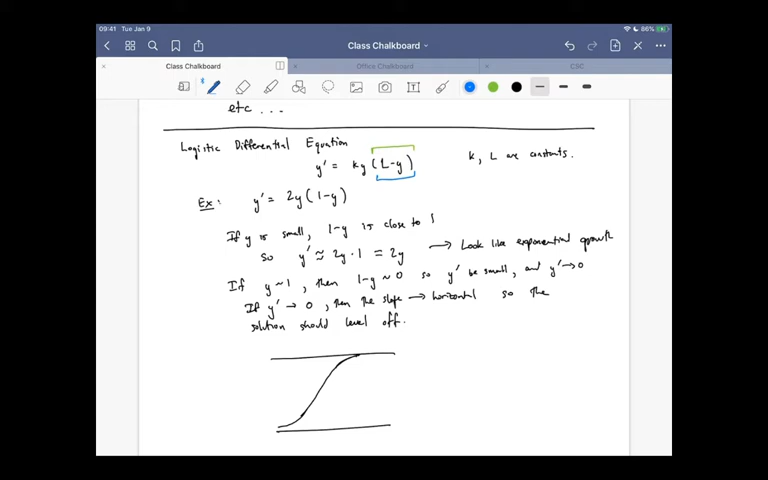 09:41 Tue Jan 9
86%
Class Chalkboard
Class Chalkboard
Office Chalkboard
CSC
etc ...
Logistic Differential Equation
y' = ky (L-y)
k, L are constants.
Ex: y' = 2y (1-y)
If y is small, 1-y is close to 1
so y' ≈ 2y · 1 = 2y → Look like exponential growth
If y ~ 1, then 1-y ~ 0 so y' be small, and y' → 0
If y' → 0, then the slope → horizontal so the
solution should level off.